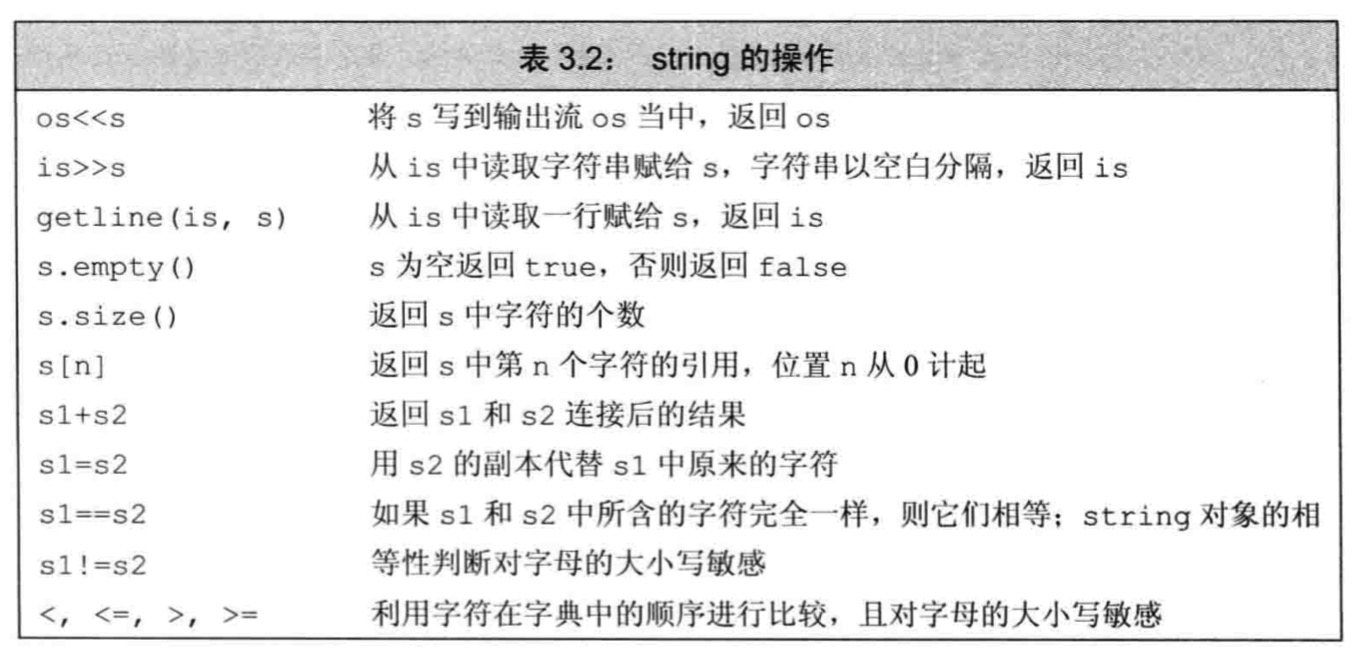 表 3.2: string 的操作
os<<s 将 s 写到输出流 os 当中，返回 os
is>>s 从 is 中读取字符串赋给 s，字符串以空白分隔，返回 is
getline(is, s) 从 is 中读取一行赋给 s，返回 is
s.empty() s 为空返回 true，否则返回 false
s.size() 返回 s 中字符的个数
s[n] 返回 s 中第 n 个字符的引用，位置 n 从 0 计起
s1+s2 返回 s1 和 s2 连接后的结果
s1=s2 用 s2 的副本代替 s1 中原来的字符
s1==s2 如果 s1 和 s2 中所含的字符完全一样，则它们相等；string 对象的相
s1!=s2 等性判断对字母的大小写敏感
<, <=, >, >= 利用字符在字典中的顺序进行比较，且对字母的大小写敏感